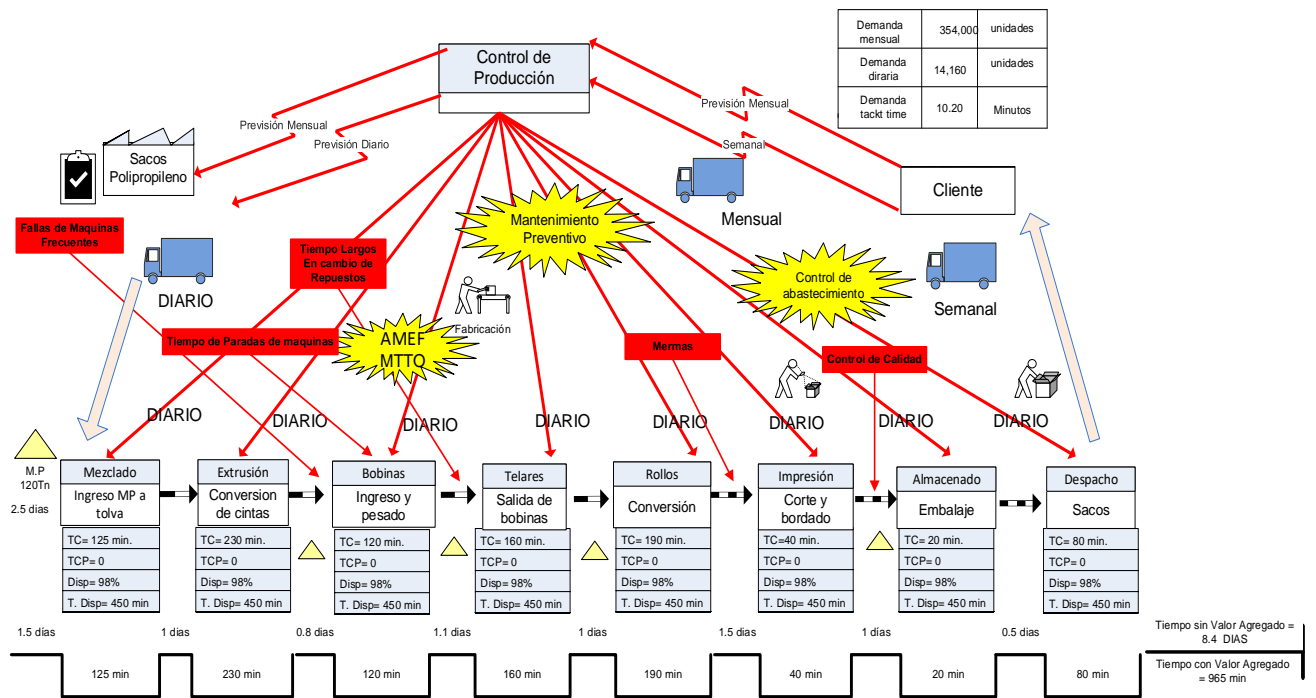 Control de
Producción
Demanda
mensual
354,000
unidades
Demanda
diraria
14,160
unidades
Demanda
tackt time
10.20
Minutos
Previsión Mensual
Previsión Diario
Previsión Mensual
Semanal
Sacos
Polipropileno
Cliente
Mensual
Semanal
DIARIO
Fallas de Maquinas
Frecuentes
Tiempo Largos
En cambio de
Repuestos
Mantenimiento
Preventivo
Control de
abastecimiento
Tiempo de Paradas de maquinas
AMEF
MTTO
Fabricación
Mermas
Control de Calidad
DIARIO
DIARIO
DIARIO
DIARIO
DIARIO
DIARIO
DIARIO
M.P
120Tn
2.5 dias
Mezclado
Ingreso MP a
tolva
TC= 125 min.
TCP= 0
Disp= 98%
T. Disp= 450 min
Extrusión
Conversion
de cintas
TC= 230 min.
TCP= 0
Disp= 98%
T. Disp= 450 min
Bobinas
Ingreso y
pesado
TC= 120 min.
TCP= 0
Disp= 98%
T. Disp= 450 min
Telares
Salida de
bobinas
TC= 160 min.
TCP= 0
Disp= 98%
T. Disp= 450 min
Rollos
Conversión
TC= 190 min.
TCP= 0
Disp= 98%
T. Disp= 450 min
Impresión
Corte y
bordado
TC=40 min.
TCP= 0
Disp= 98%
T. Disp= 450 min
Almacenado
Embalaje
TC= 20 min.
TCP= 0
Disp= 98%
T. Disp= 450 min
Despacho
Sacos
TC= 80 min.
TCP= 0
Disp= 98%
T. Disp= 450 min
1.5 días
1 días
0.8 días
1.1 días
1 días
1.5 días
1 días
0.5 días
Tiempo sin Valor Agregado =
8.4 DIAS
125 min
230 min
120 min
160 min
190 min
40 min
20 min
80 min
Tiempo con Valor Agregado
= 965 min